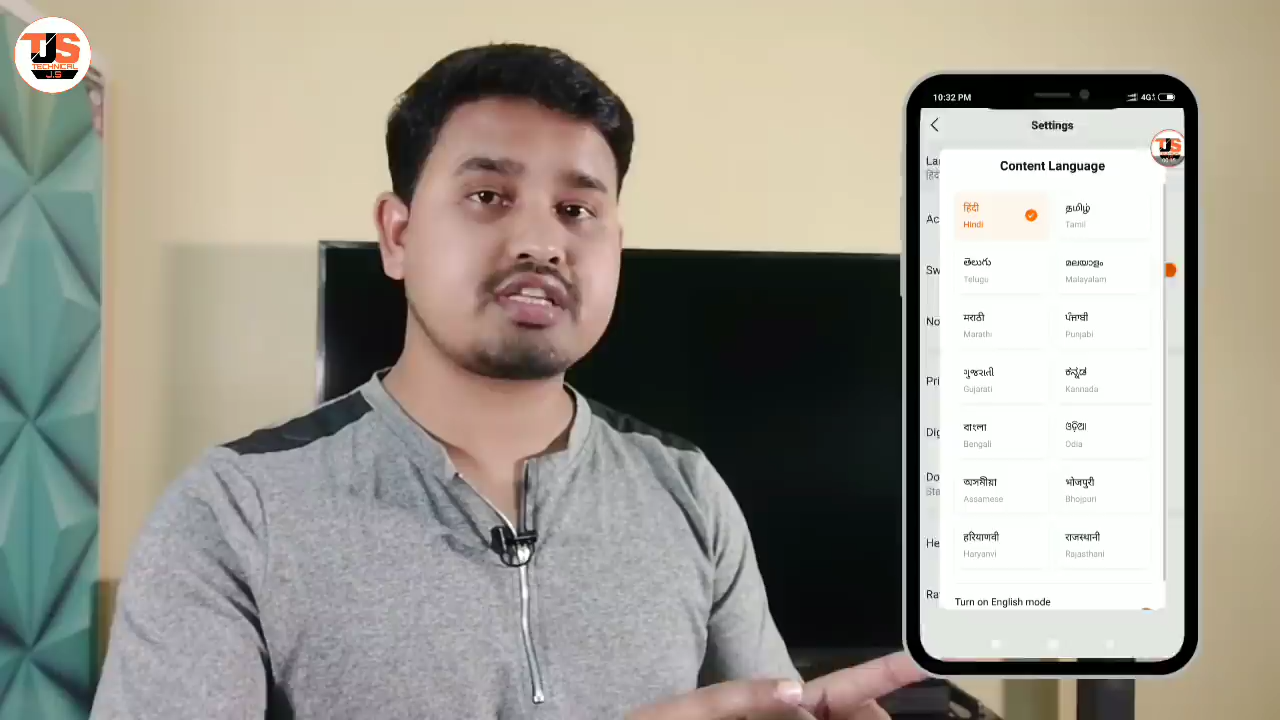 TJS
TECHNICAL
J.S
10:32 PM
4G
Settings
TJS
Content Language
हिंदी
Hindi
தமிழ்
Tamil
తెలుగు
Telugu
മലയാളം
Malayalam
मराठी
Marathi
ਪੰਜਾਬੀ
Punjabi
ગુજરાતી
Gujarati
ಕನ್ನಡ
Kannada
বাংলা
Bengali
ଓଡ଼ିଆ
Odia
অসমীয়া
Assamese
भोजपुरी
Bhojpuri
हरियाणवी
Haryanvi
राजस्थानी
Rajasthani
Turn on English mode